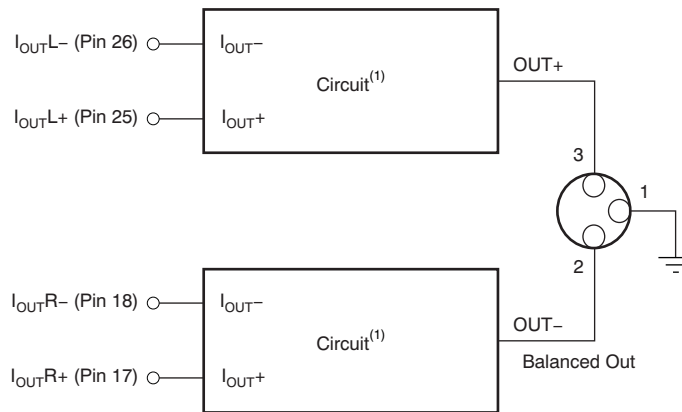 I_OUT L− (Pin 26)
I_OUT−
OUT+
Circuit(1)
I_OUT L+ (Pin 25)
I_OUT+
3
1
2
I_OUT R− (Pin 18)
I_OUT−
OUT−
Circuit(1)
Balanced Out
I_OUT R+ (Pin 17)
I_OUT+